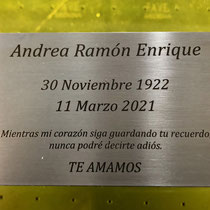 Andrea Ramón Enrique
30 Noviembre 1922
11 Marzo 2021
Mientras mi corazón siga guardando tu recuerdo
nunca podré decirte adiós.
TE AMAMOS